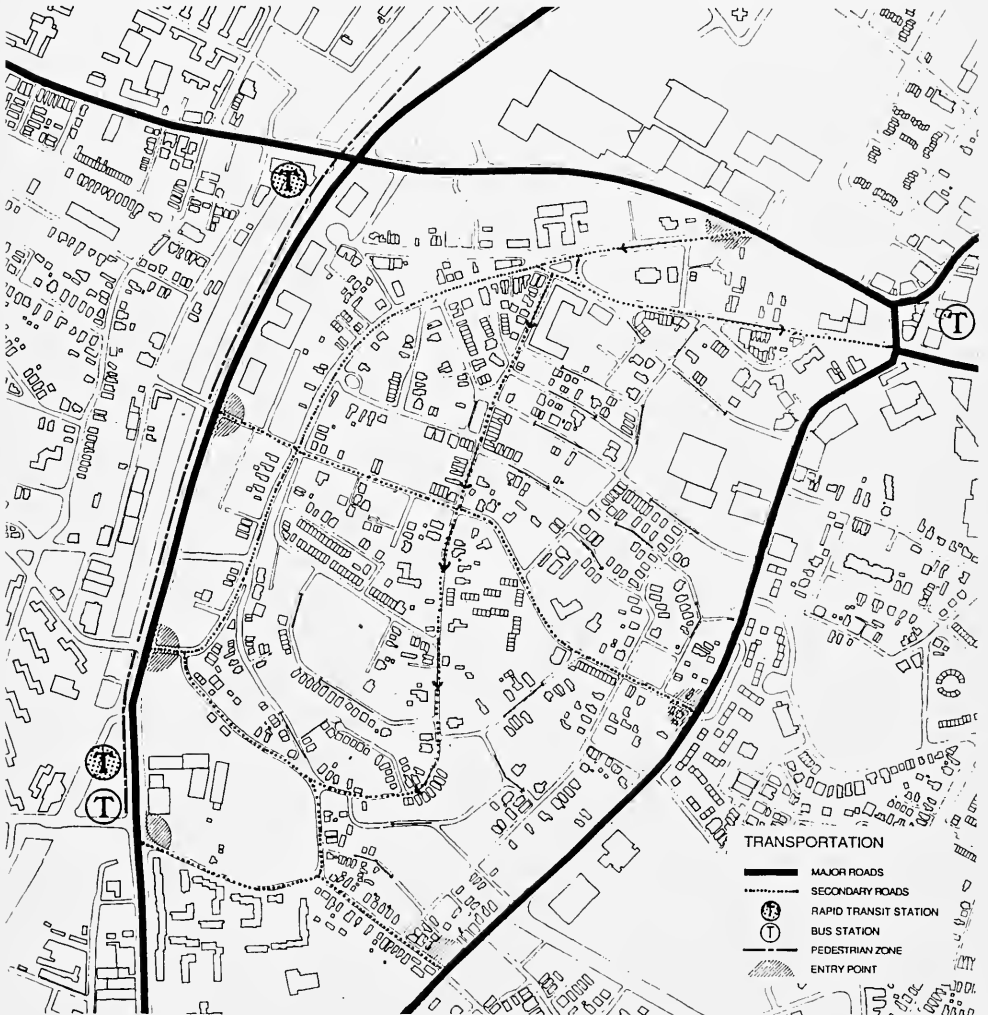 T
T
T
T
TRANSPORTATION
MAJOR ROADS
SECONDARY ROADS
T RAPID TRANSIT STATION
T BUS STATION
PEDESTRIAN ZONE
ENTRY POINT